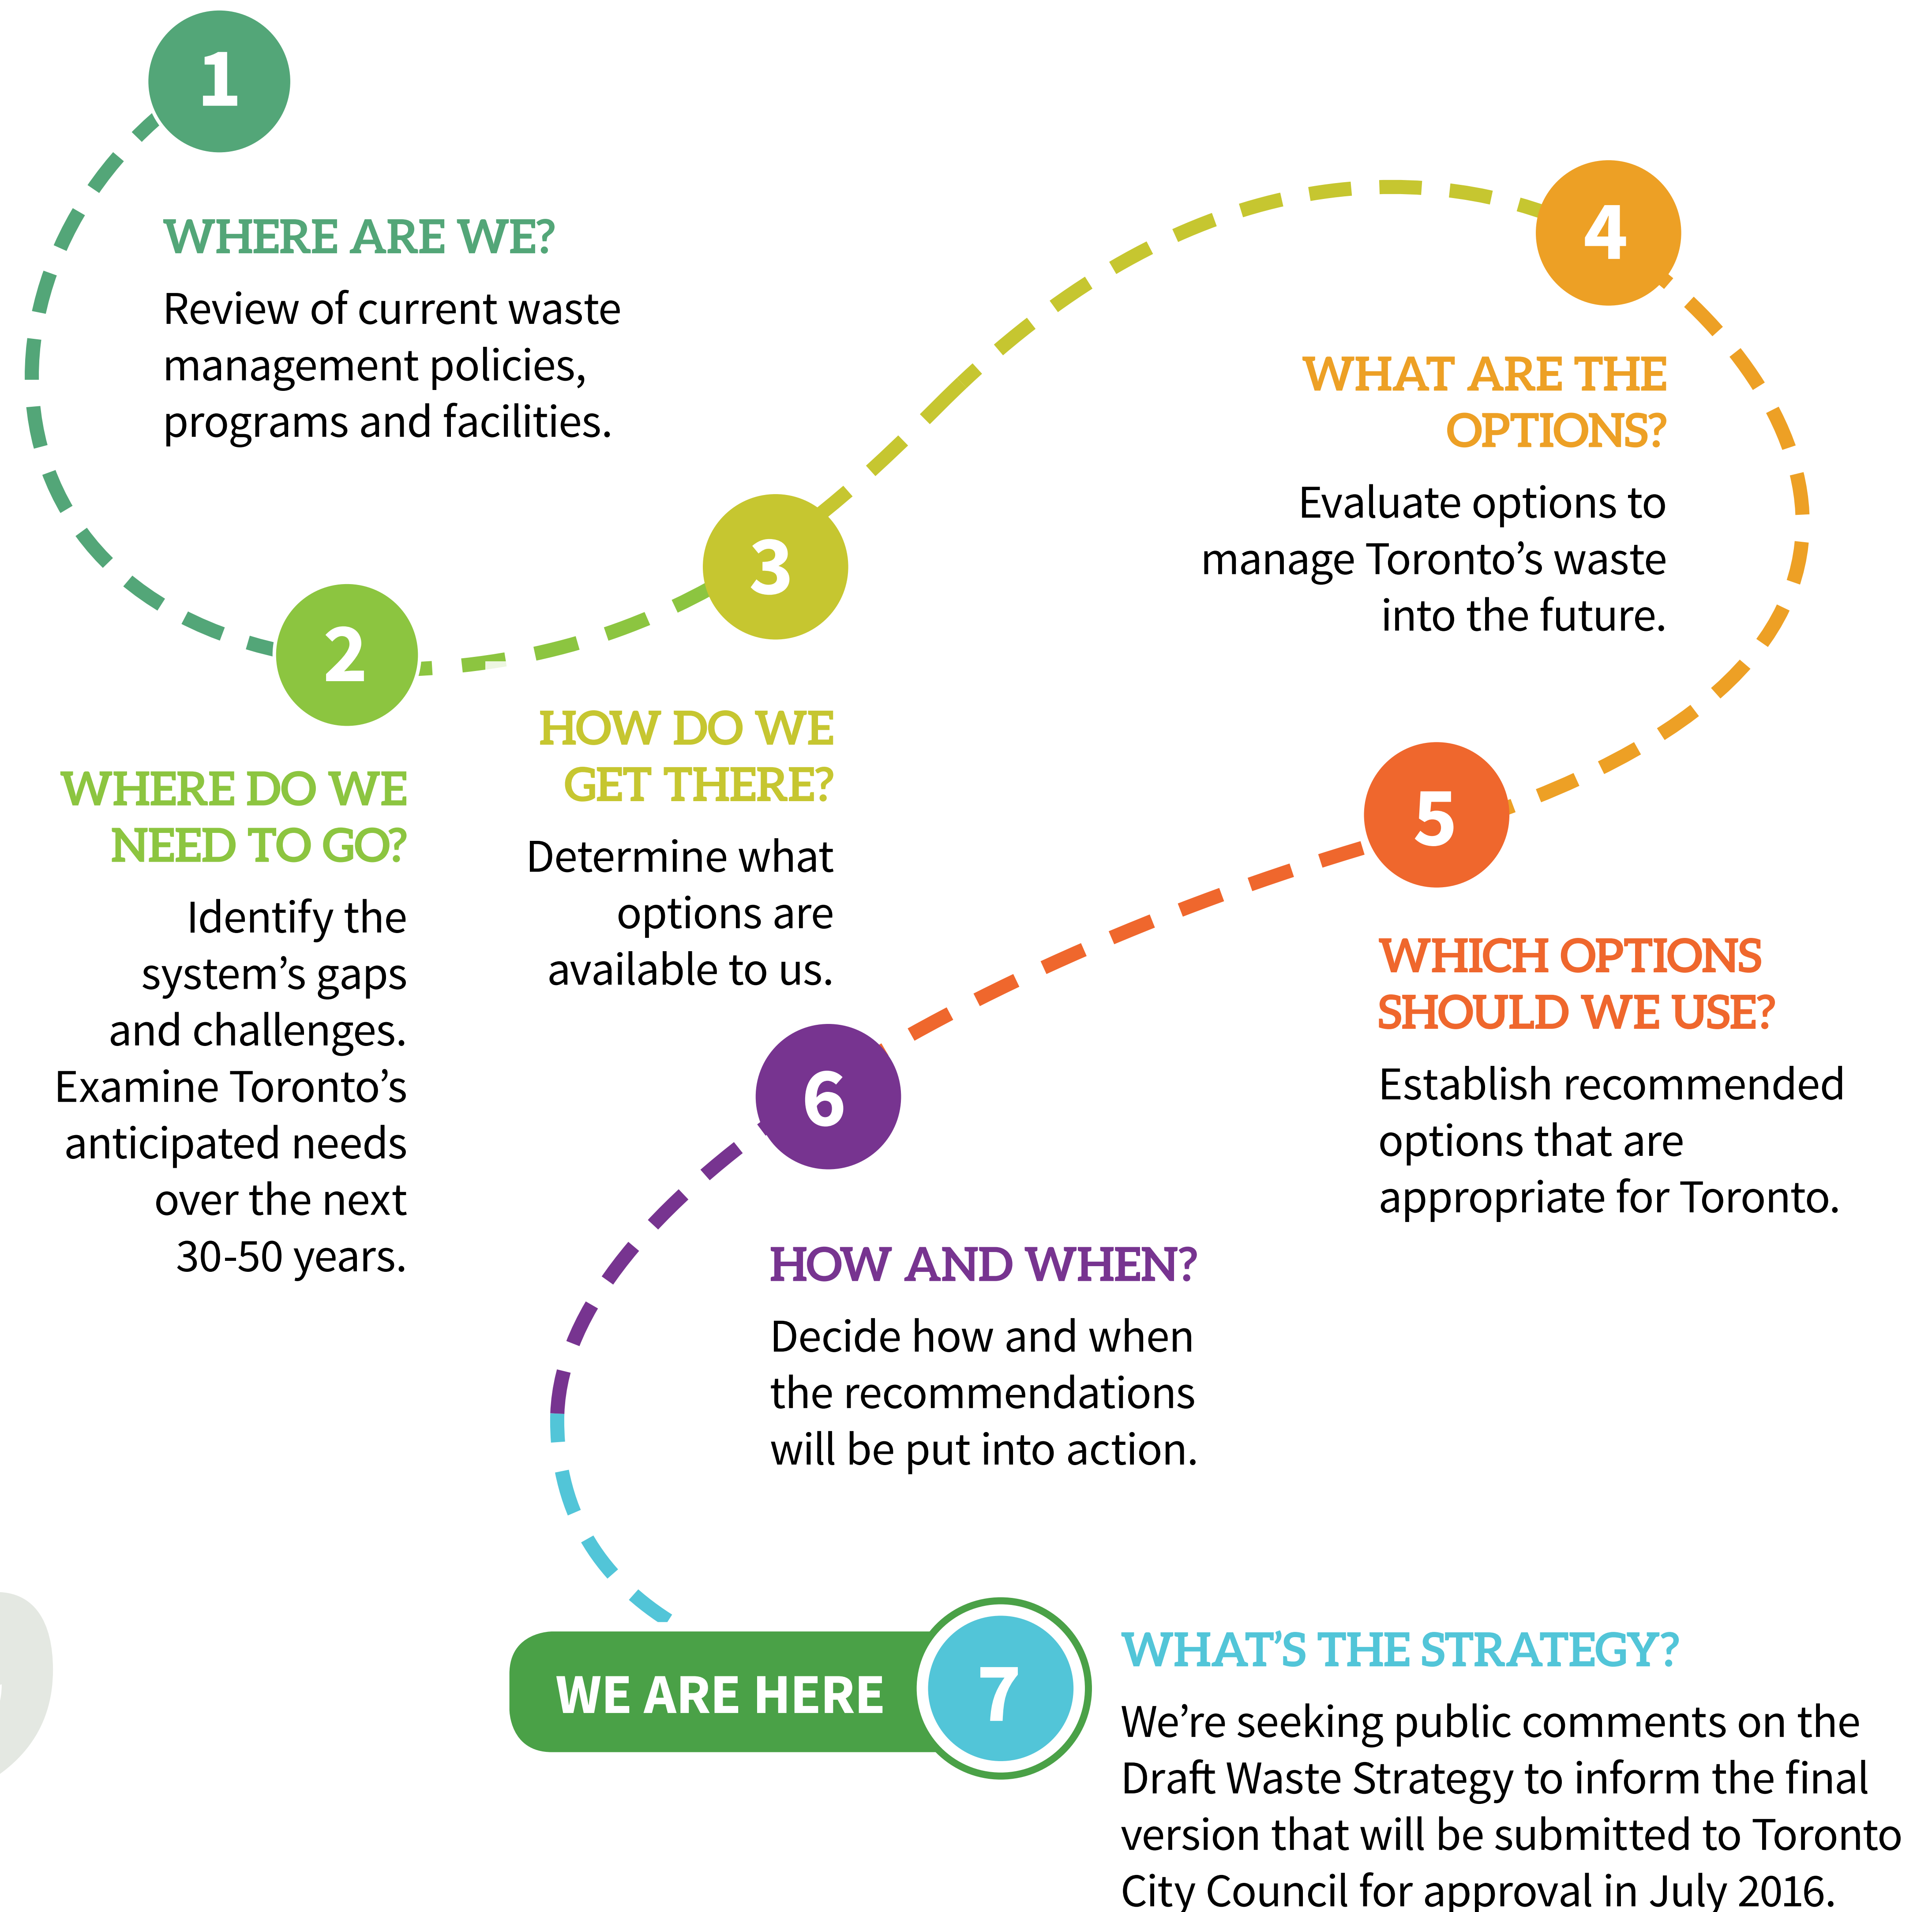 1
WHERE ARE WE?
Review of current waste
management policies,
programs and facilities.
2
WHERE DO WE
NEED TO GO?
Identify the
system’s gaps
and challenges.
Examine Toronto’s
anticipated needs
over the next
30-50 years.
3
HOW DO WE
GET THERE?
Determine what
options are
available to us.
4
WHAT ARE THE
OPTIONS?
Evaluate options to
manage Toronto’s waste
into the future.
5
WHICH OPTIONS
SHOULD WE USE?
Establish recommended
options that are
appropriate for Toronto.
6
HOW AND WHEN?
Decide how and when
the recommendations
will be put into action.
WE ARE HERE
7
WHAT’S THE STRATEGY?
We’re seeking public comments on the
Draft Waste Strategy to inform the final
version that will be submitted to Toronto
City Council for approval in July 2016.